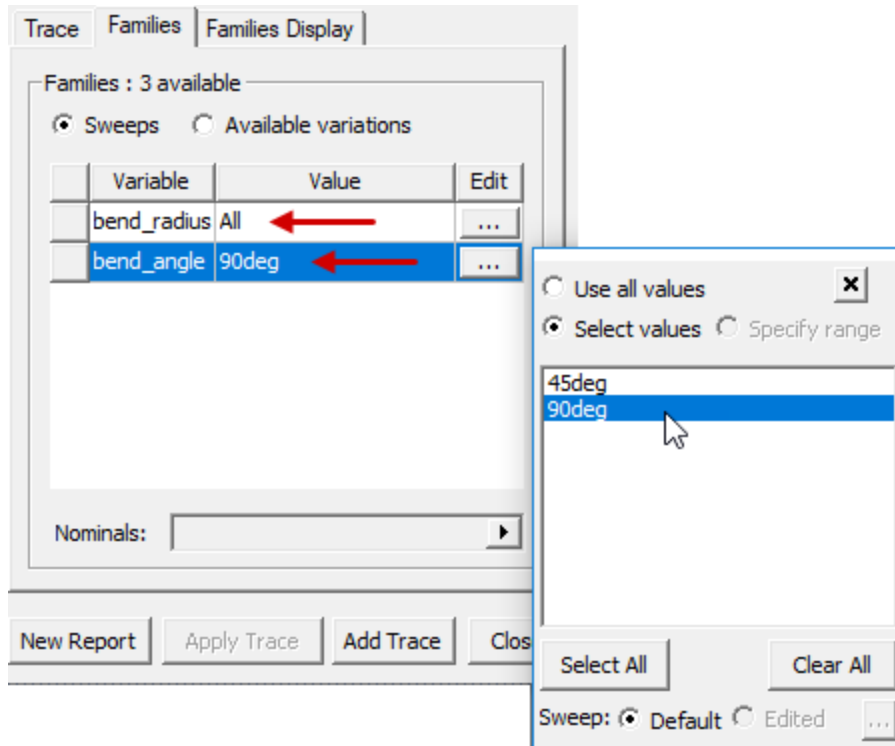 Trace Families Families Display
Families : 3 available
Sweeps Available variations
Variable Value Edit
bend_radius All ...
bend_angle 90deg ...
Nominals:
New Report Apply Trace Add Trace Clos
Use all values
Select values Specify range
45deg
90deg
Select All Clear All
Sweep: Default Edited ...